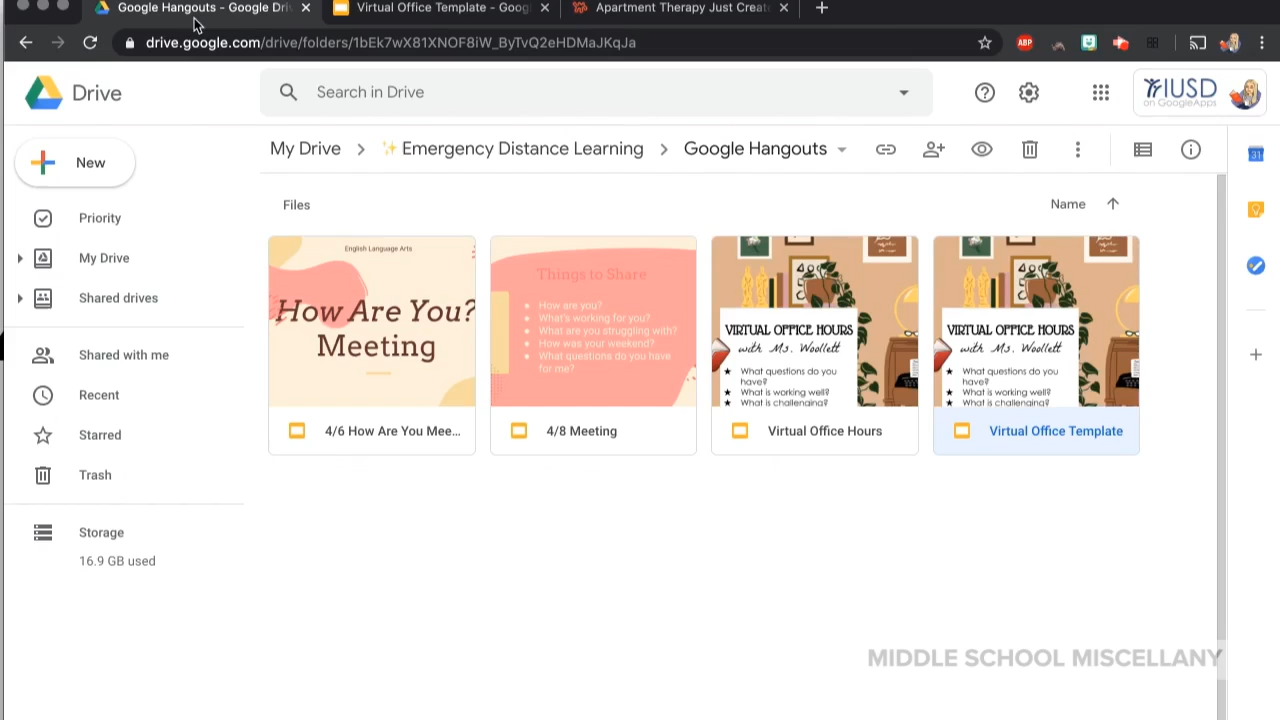 Google Hangouts - Google Dri
Virtual Office Template - Goog
Apartment Therapy Just Creat
drive.google.com/drive/folders/1bEk7wX81XNOF8iW_ByTvQ2eHDMaJKqJa
ABP
Drive
Search in Drive
IUSD
on GoogleApps
New
My Drive > ✨ Emergency Distance Learning > Google Hangouts
31
Priority
My Drive
Shared drives
Shared with me
Recent
Starred
Trash
Storage
16.9 GB used
Files
Name
English Language Arts
How Are You?
Meeting
4/6 How Are You Mee...
Things to Share
How are you?
What's working for you?
What are you struggling with?
How was your weekend?
What questions do you have
for me?
4/8 Meeting
VIRTUAL OFFICE HOURS
with Ms. Woollett
★ What questions do you
have?
★ What is working well?
★ What is challenging?
Virtual Office Hours
VIRTUAL OFFICE HOURS
with Ms. Woollett
★ What questions do you
have?
★ What is working well?
★ What is challenging?
Virtual Office Template
MIDDLE SCHOOL MISCELLANY